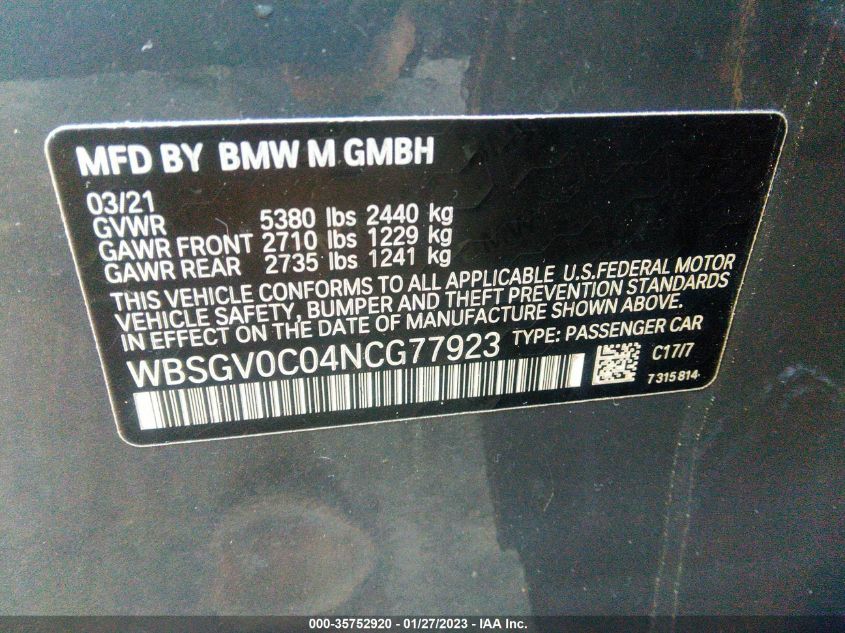 MFD BY BMW M GMBH
03/21
GVWR 5380 lbs 2440 kg
GAWR FRONT 2710 lbs 1229 kg
GAWR REAR 2735 lbs 1241 kg
THIS VEHICLE CONFORMS TO ALL APPLICABLE U.S.FEDERAL MOTOR
VEHICLE SAFETY, BUMPER AND THEFT PREVENTION STANDARDS
IN EFFECT ON THE DATE OF MANUFACTURE SHOWN ABOVE.
WBSGV0C04NCG77923 TYPE: PASSENGER CAR
C17/7
7 315 814
000-35752920 - 01/27/2023 - IAA Inc.